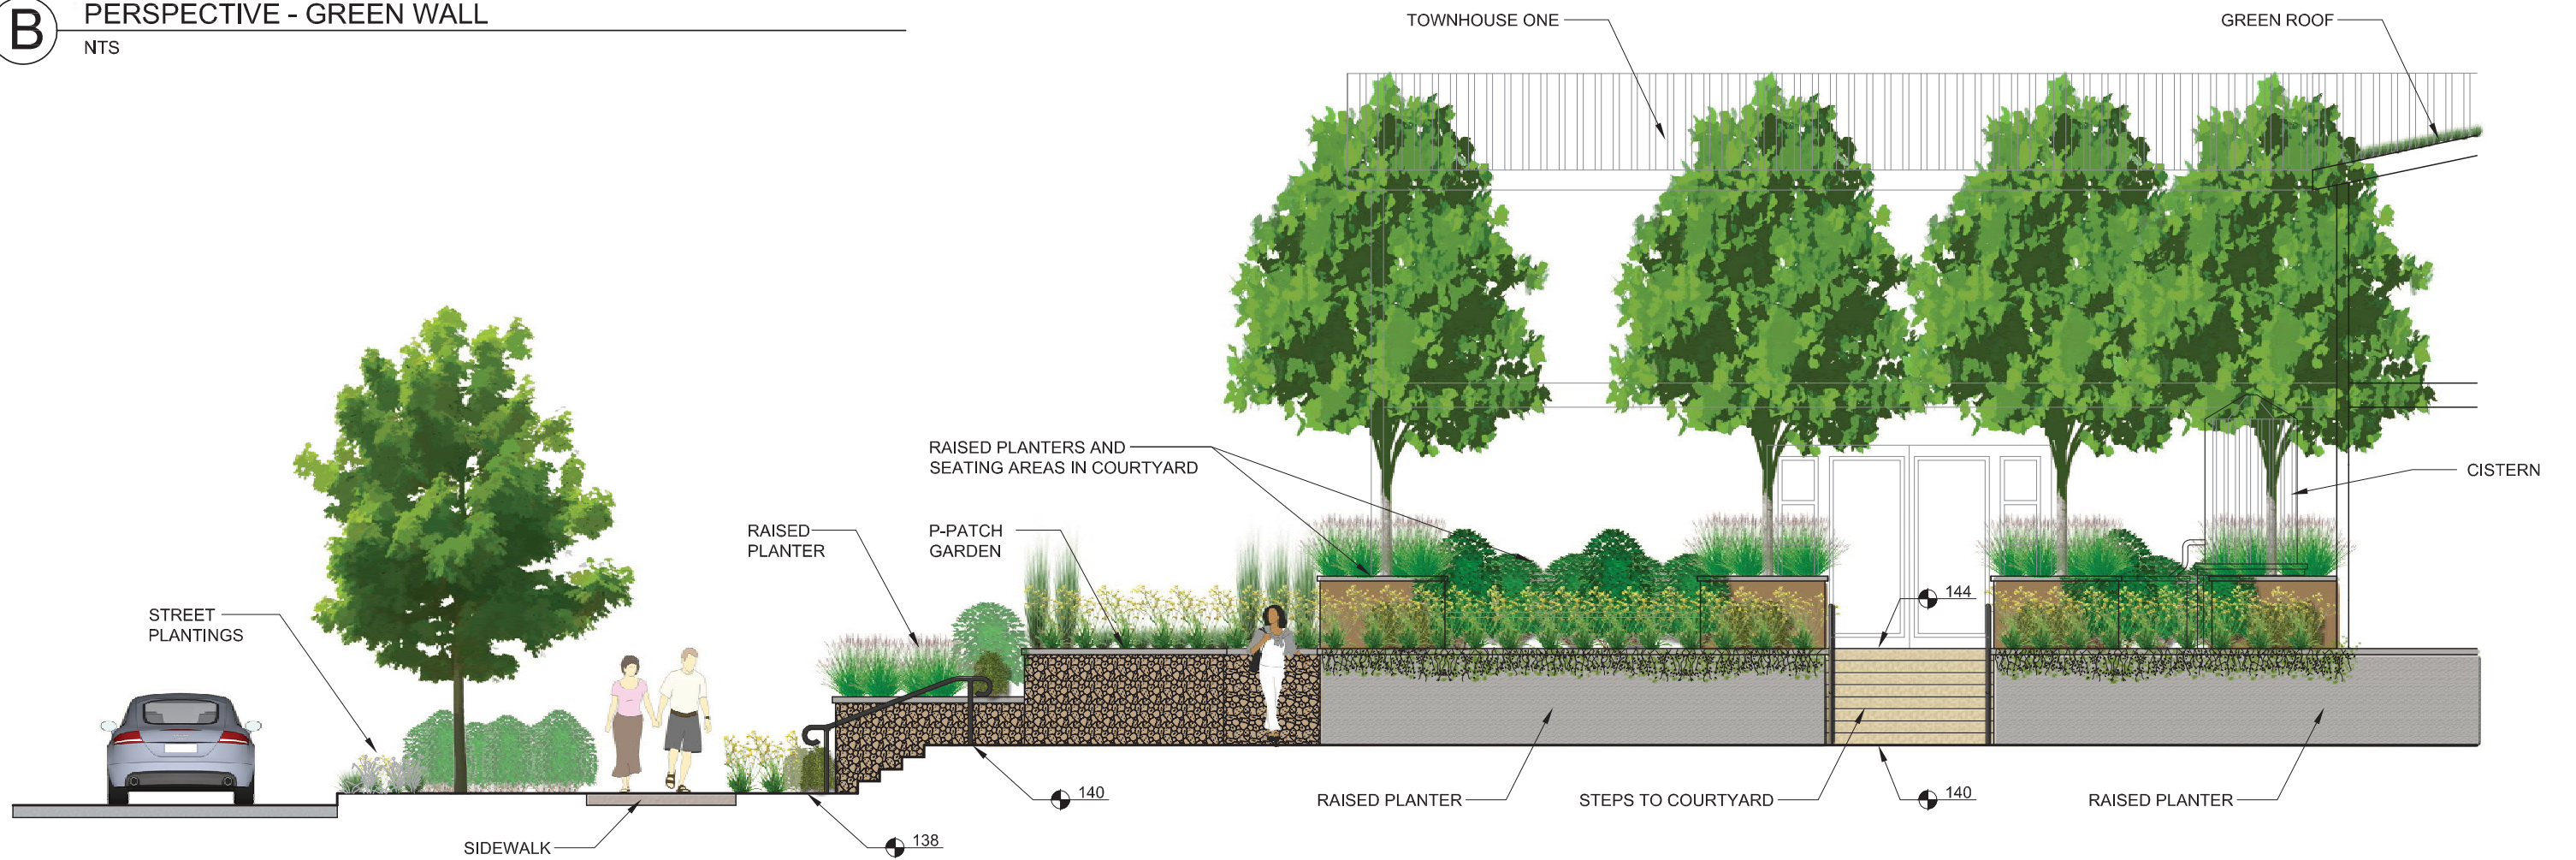 B
PERSPECTIVE - GREEN WALL
NTS
TOWNHOUSE ONE
GREEN ROOF
RAISED PLANTERS AND
SEATING AREAS IN COURTYARD
CISTERN
RAISED
PLANTER
P-PATCH
GARDEN
STREET
PLANTINGS
144
140
RAISED PLANTER
STEPS TO COURTYARD
140
RAISED PLANTER
138
SIDEWALK